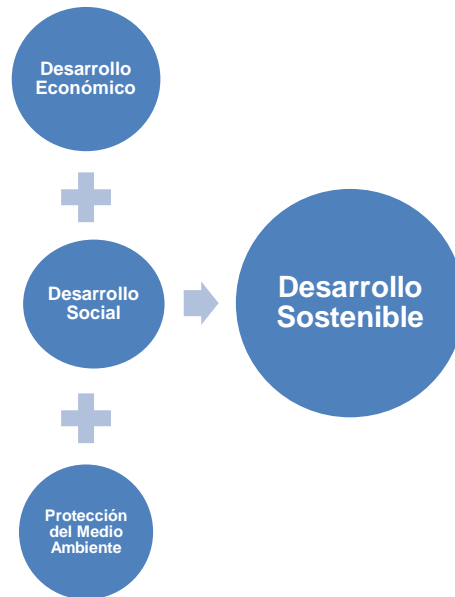 Desarrollo
Económico
Desarrollo
Social
Desarrollo
Sostenible
Protección
del Medio
Ambiente